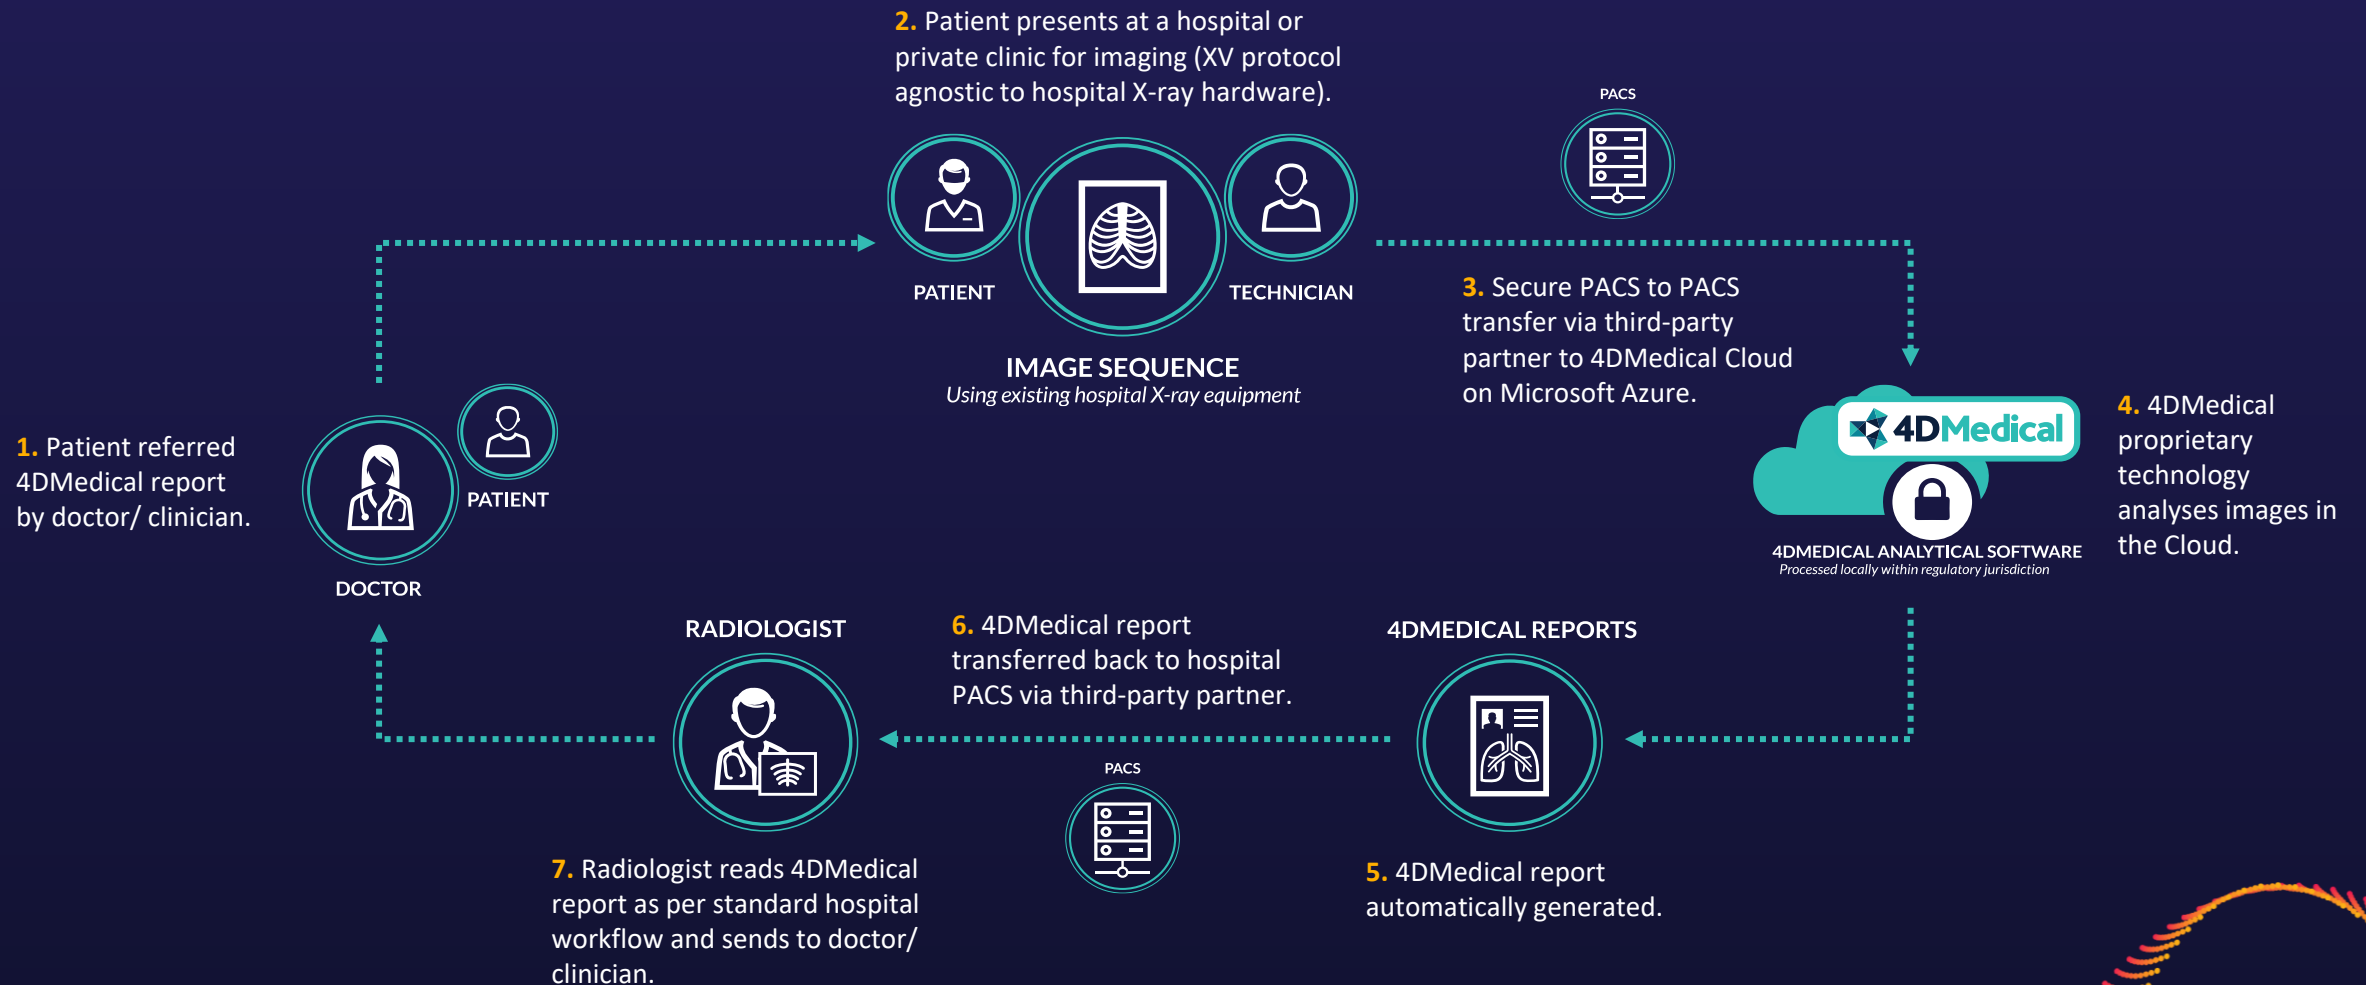 2. Patient presents at a hospital or
private clinic for imaging (XV protocol
agnostic to hospital X-ray hardware).
PACS
PATIENT
TECHNICIAN
IMAGE SEQUENCE
Using existing hospital X-ray equipment
3. Secure PACS to PACS
transfer via third-party
partner to 4DMedical Cloud
on Microsoft Azure.
1. Patient referred
4DMedical report
by doctor/ clinician.
PATIENT
DOCTOR
4DMedical
4DMEDICAL ANALYTICAL SOFTWARE
Processed locally within regulatory jurisdiction
4. 4DMedical
proprietary
technology
analyses images in
the Cloud.
RADIOLOGIST
6. 4DMedical report
transferred back to hospital
PACS via third-party partner.
4DMEDICAL REPORTS
PACS
7. Radiologist reads 4DMedical
report as per standard hospital
workflow and sends to doctor/
clinician.
5. 4DMedical report
automatically generated.